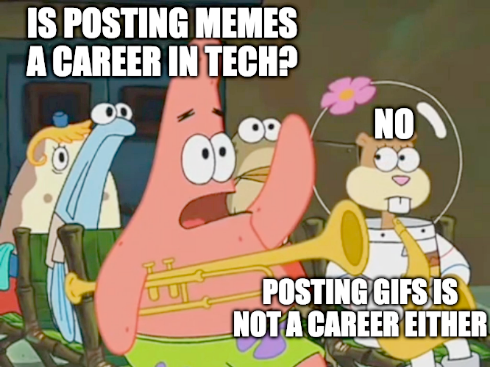 IS POSTING MEMES
A CAREER IN TECH?
NO
POSTING GIFS IS
NOT A CAREER EITHER